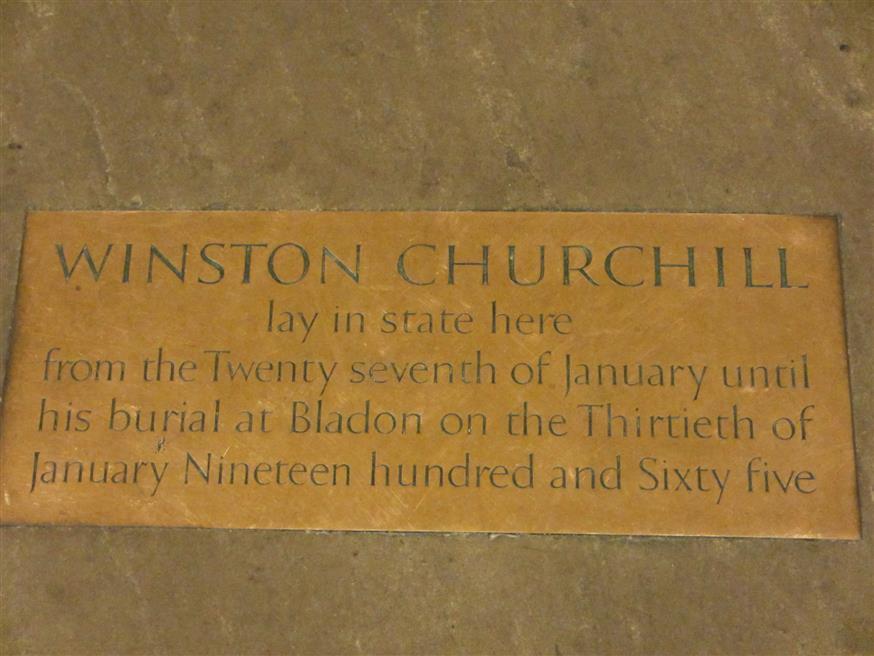 WINSTON CHURCHILL
lay in state here
from the Twenty seventh of January until
his burial at Bladon on the Thirtieth of
January Nineteen hundred and Sixty five